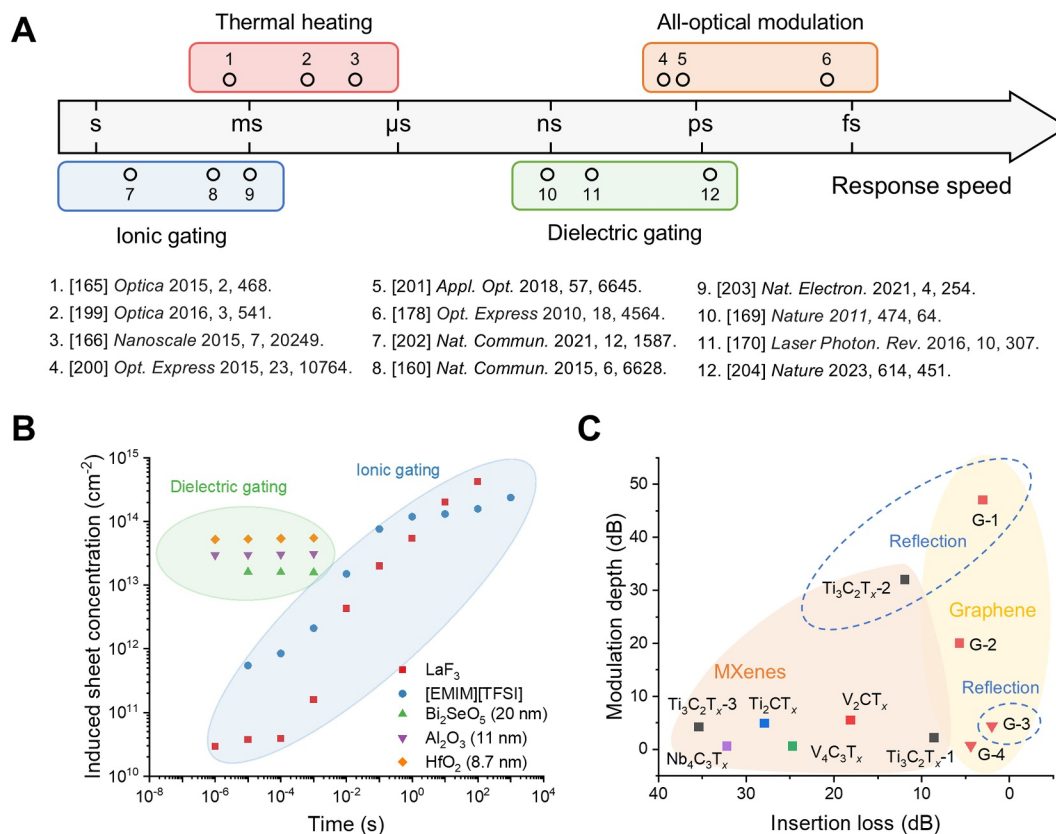 A
Thermal heating
All-optical modulation
1 2 3
4 5 6
s ms μs ns ps fs
7 8 9
10 11 12
Response speed
Ionic gating
Dielectric gating
1. [165] Optica 2015, 2, 468.
2. [199] Optica 2016, 3, 541.
3. [166] Nanoscale 2015, 7, 20249.
4. [200] Opt. Express 2015, 23, 10764.
5. [201] Appl. Opt. 2018, 57, 6645.
6. [178] Opt. Express 2010, 18, 4564.
7. [202] Nat. Commun. 2021, 12, 1587.
8. [160] Nat. Commun. 2015, 6, 6628.
9. [203] Nat. Electron. 2021, 4, 254.
10. [169] Nature 2011, 474, 64.
11. [170] Laser Photon. Rev. 2016, 10, 307.
12. [204] Nature 2023, 614, 451.
B
Induced sheet concentration (cm⁻²)
10¹⁵
10¹⁴
10¹³
10¹²
10¹¹
10¹⁰
Dielectric gating
Ionic gating
LaF₃
[EMIM][TFSI]
Bi₂SeO₅ (20 nm)
Al₂O₃ (11 nm)
HfO₂ (8.7 nm)
10⁻⁸ 10⁻⁶ 10⁻⁴ 10⁻² 10⁰ 10² 10⁴
Time (s)
C
Modulation depth (dB)
50
40
30
20
10
0
G-1
Reflection
Ti₃C₂Tₓ-2
Graphene
G-2
MXenes
Reflection
Ti₃C₂Tₓ-3
Ti₂CTₓ
V₂CTₓ
G-3
Nb₄C₃Tₓ
V₄C₃Tₓ
Ti₃C₂Tₓ-1
G-4
40 30 20 10 0
Insertion loss (dB)